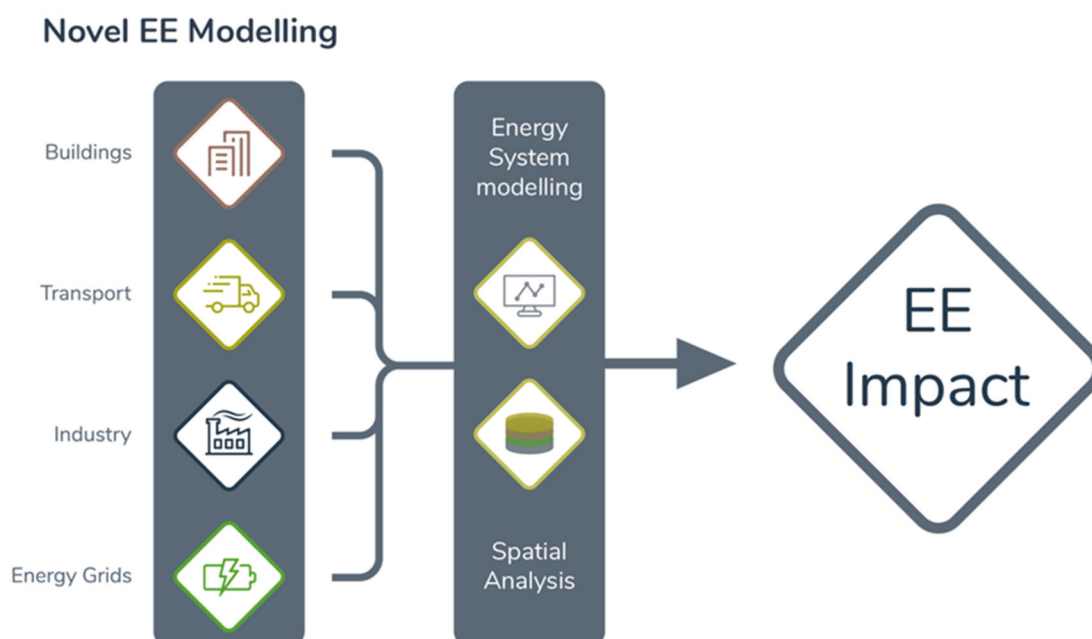 Novel EE Modelling
Buildings
Transport
Industry
Energy Grids
Energy
System
modelling
Spatial
Analysis
EE
Impact